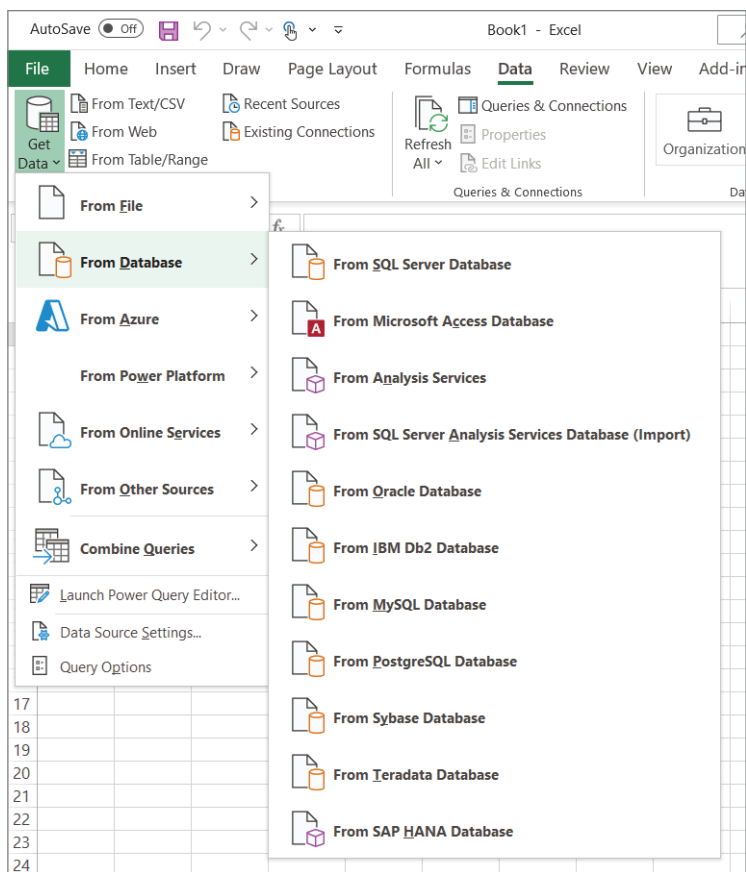 AutoSave Off Book1 - Excel
File Home Insert Draw Page Layout Formulas Data Review View Add-in
Get Data
From Text/CSV
From Web
From Table/Range
Recent Sources
Existing Connections
Refresh All
Queries & Connections
Properties
Edit Links
Queries & Connections
Organization
Da
fx
From File
From Database
From Azure
From Power Platform
From Online Services
From Other Sources
Combine Queries
Launch Power Query Editor...
Data Source Settings...
Query Options
From SQL Server Database
From Microsoft Access Database
From Analysis Services
From SQL Server Analysis Services Database (Import)
From Oracle Database
From IBM Db2 Database
From MySQL Database
From PostgreSQL Database
From Sybase Database
From Teradata Database
From SAP HANA Database
17
18
19
20
21
22
23
24